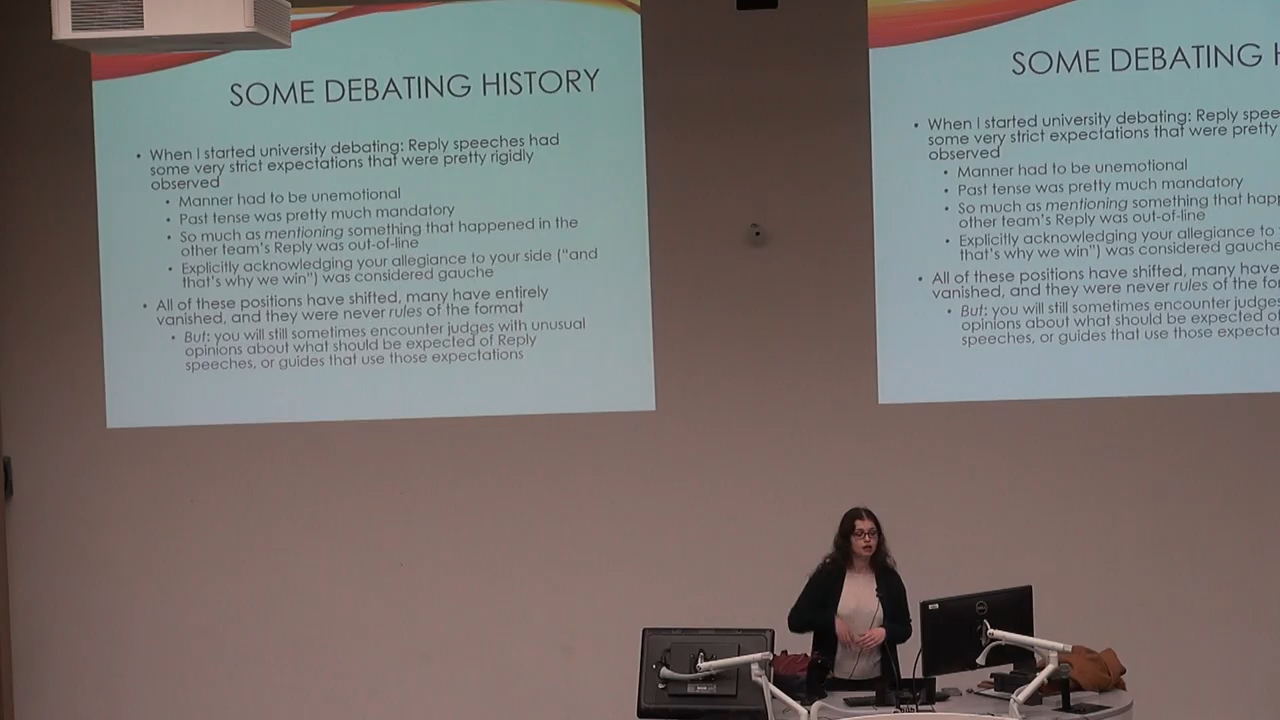 SOME DEBATING HISTORY
• When I started university debating: Reply speeches had
some very strict expectations that were pretty rigidly
observed
• Manner had to be unemotional
• Past tense was pretty much mandatory
• So much as mentioning something that happened in the
other team's Reply was out-of-line
• Explicitly acknowledging your allegiance to your side ("and
that's why we win") was considered gauche
• All of these positions have shifted, many have entirely
vanished, and they were never rules of the format
• But: you will still sometimes encounter judges with unusual
opinions about what should be expected of Reply
speeches, or guides that use those expectations
SOME DEBATING
• When I started university debating: Reply
some very strict expectations that were pretty
observed
• Manner had to be unemotional
• Past tense was pretty much mandatory
• So much as mentioning something that
other team's Reply was out-of-line
• Explicitly acknowledging your allegiance to
that's why we win") was considered gauche
• All of these positions have shifted, many have
vanished, and they were never rules of the
• But: you will still sometimes encounter judges
opinions about what should be expected of
speeches, or guides that use those
DELL